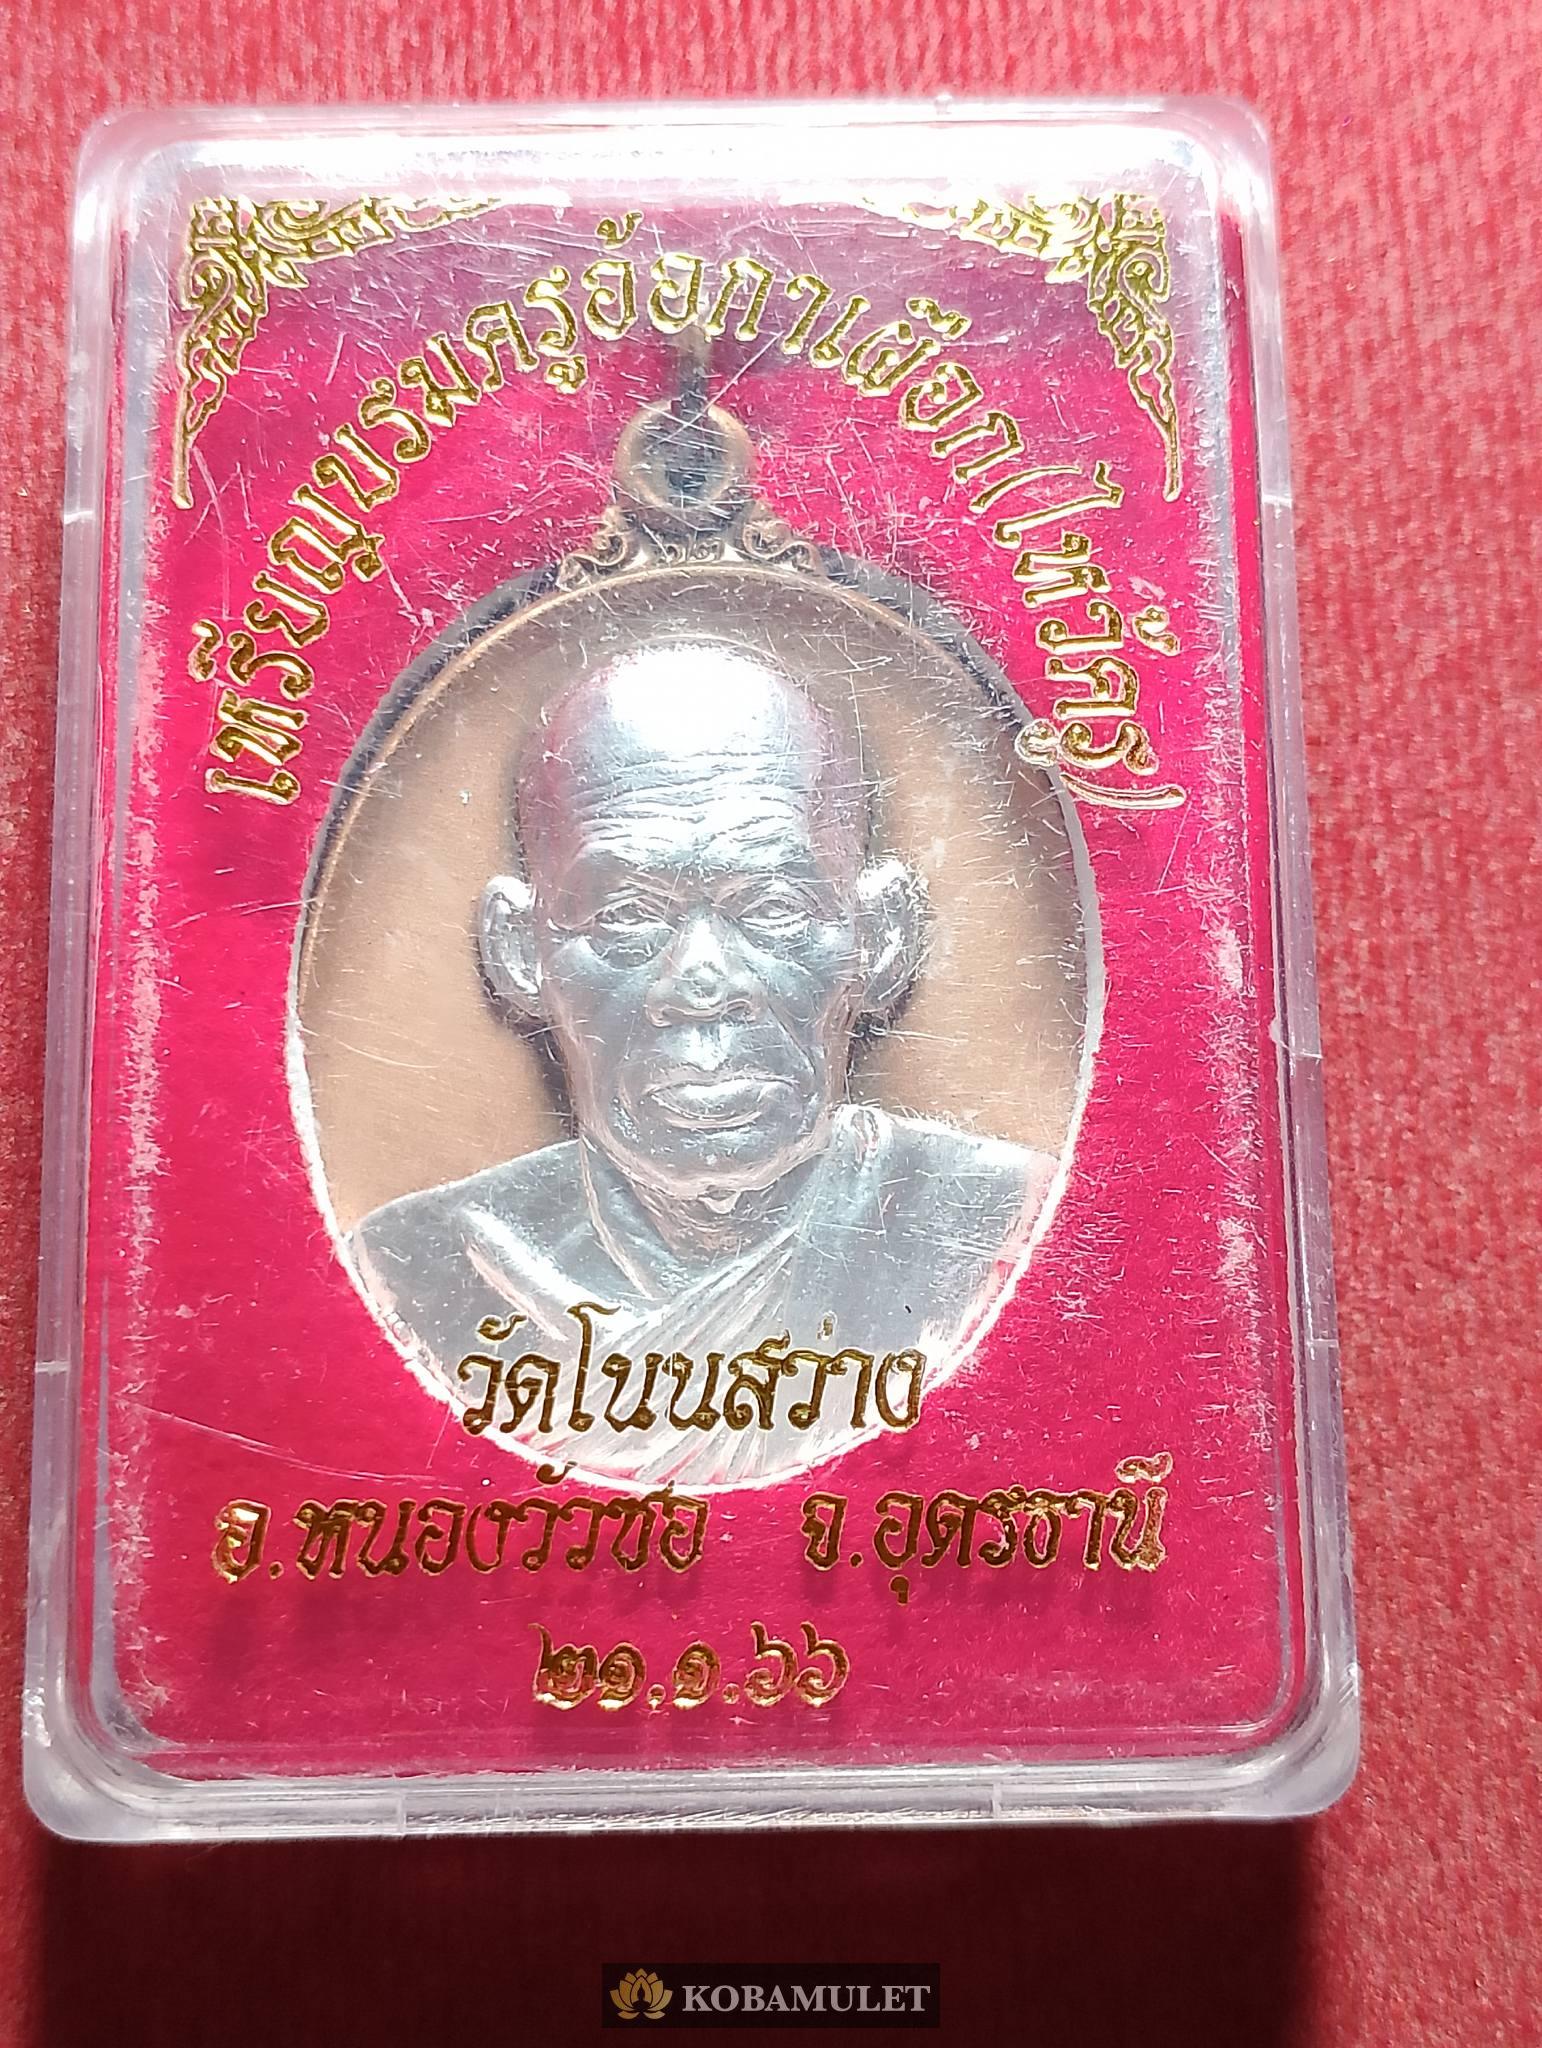 เหรียญบรมครูอ้อกาเผือก(ไหว้ครู)
วัดโนนสว่าง
อ.หนองวัวซอ จ.อุดรธานี
๒๑.๑.๖๖
KOBAMULET